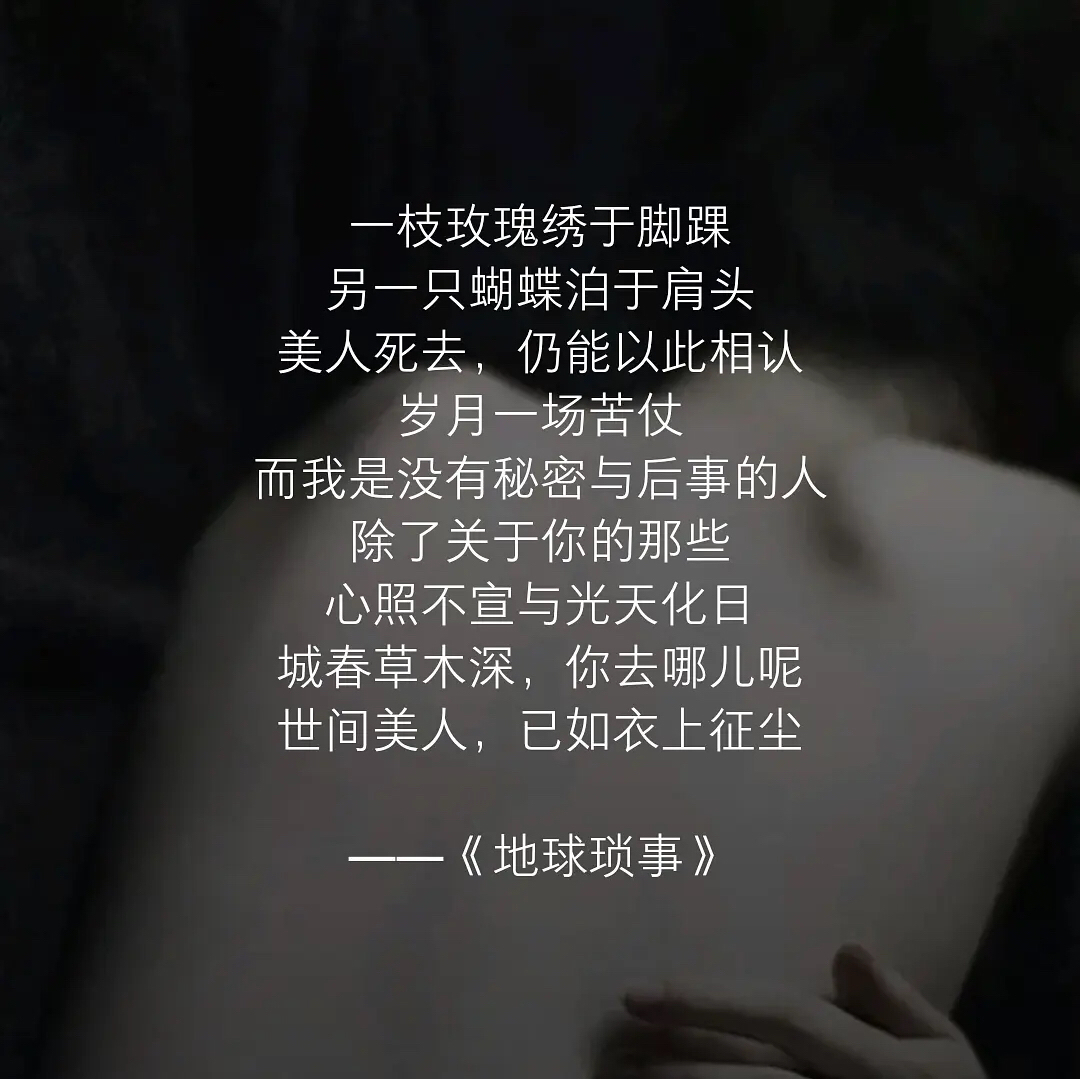 一枝玫瑰绣于脚踝
另一只蝴蝶泊于肩头
美人死去，仍能以此相认
岁月一场苦仗
而我是没有秘密与后事的人
除了关于你的那些
心照不宣与光天化日
城春草木深，你去哪儿呢
世间美人，已如衣上征尘
——《地球琐事》